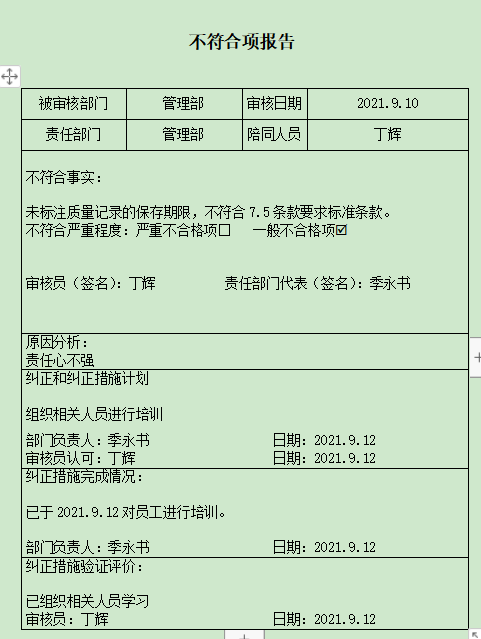 不符合项报告
被审核部门 管理部 审核日期 2021.9.10
责任部门 管理部 陪同人员 丁辉
不符合事实：
未标注质量记录的保存期限，不符合 7.5 条款要求标准条款。
不符合严重程度：严重不合格项☐ 一般不合格项☑
审核员（签名）：丁辉 责任部门代表（签名）：季永书
原因分析：
责任心不强
纠正和纠正措施计划
组织相关人员进行培训
部门负责人：季永书 日期：2021.9.12
审核员认可：丁辉 日期：2021.9.12
纠正措施完成情况：
已于 2021.9.12 对员工进行培训。
部门负责人：季永书 日期：2021.9.12
纠正措施验证评价：
已组织相关人员学习
审核员：丁辉 日期：2021.9.12